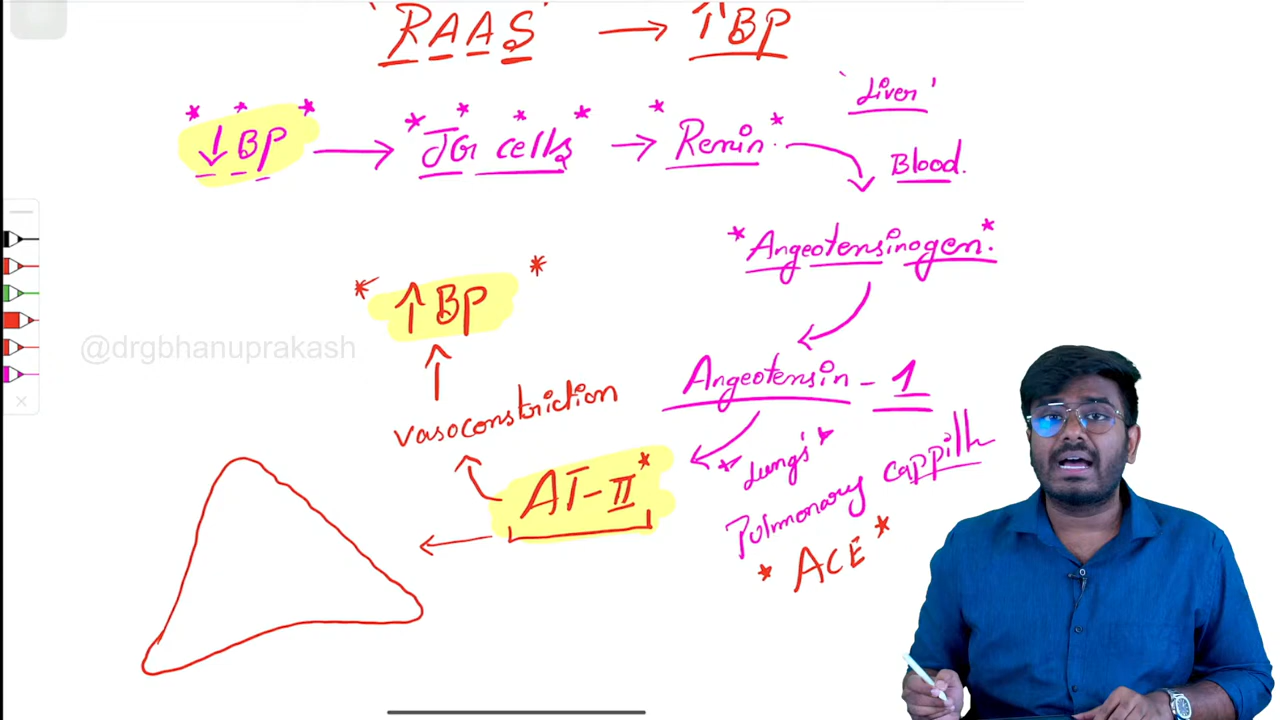 'RAAS' → ↑BP
'Liver'
* * *
↓BP → * JG cells * → * Renin. *
Blood.
* Angeotensinogen. *
* ↑BP *
@drgbhanuprakash
Angeotensin - 1
vasoconstriction
* Lungs *
Pulmonary cappilh
AT-II *
* ACE *